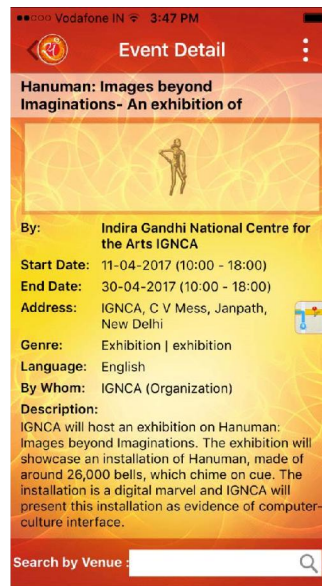 Vodafone IN 3:47 PM
Event Detail
Hanuman: Images beyond
Imaginations- An exhibition of
By: Indira Gandhi National Centre for
the Arts IGNCA
Start Date: 11-04-2017 (10:00 - 18:00)
End Date: 30-04-2017 (10:00 - 18:00)
Address: IGNCA, C V Mess, Janpath,
New Delhi
Genre: Exhibition | exhibition
Language: English
By Whom: IGNCA (Organization)
Description:
IGNCA will host an exhibition on Hanuman:
Images beyond Imaginations. The exhibition will
showcase an installation of Hanuman, made of
around 26,000 bells, which chime on cue. The
installation is a digital marvel and IGNCA will
present this installation as evidence of computer-
culture interface.
Search by Venue :